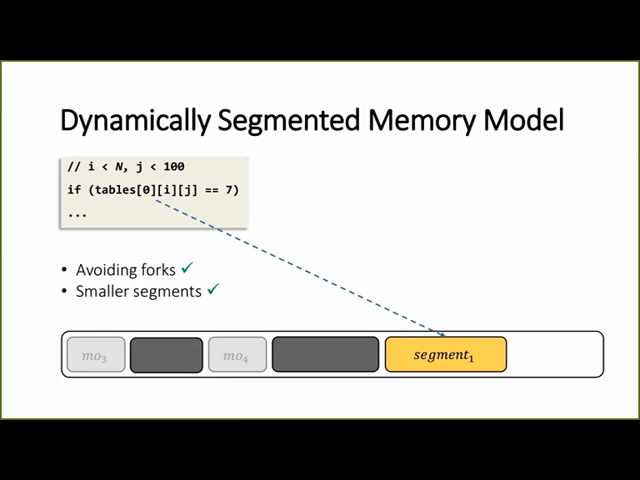 Dynamically Segmented Memory Model
// i < N, j < 100
if (tables[0][i][j] == 7)
...
• Avoiding forks ✓
• Smaller segments ✓
mo₃
mo₄
segment₁